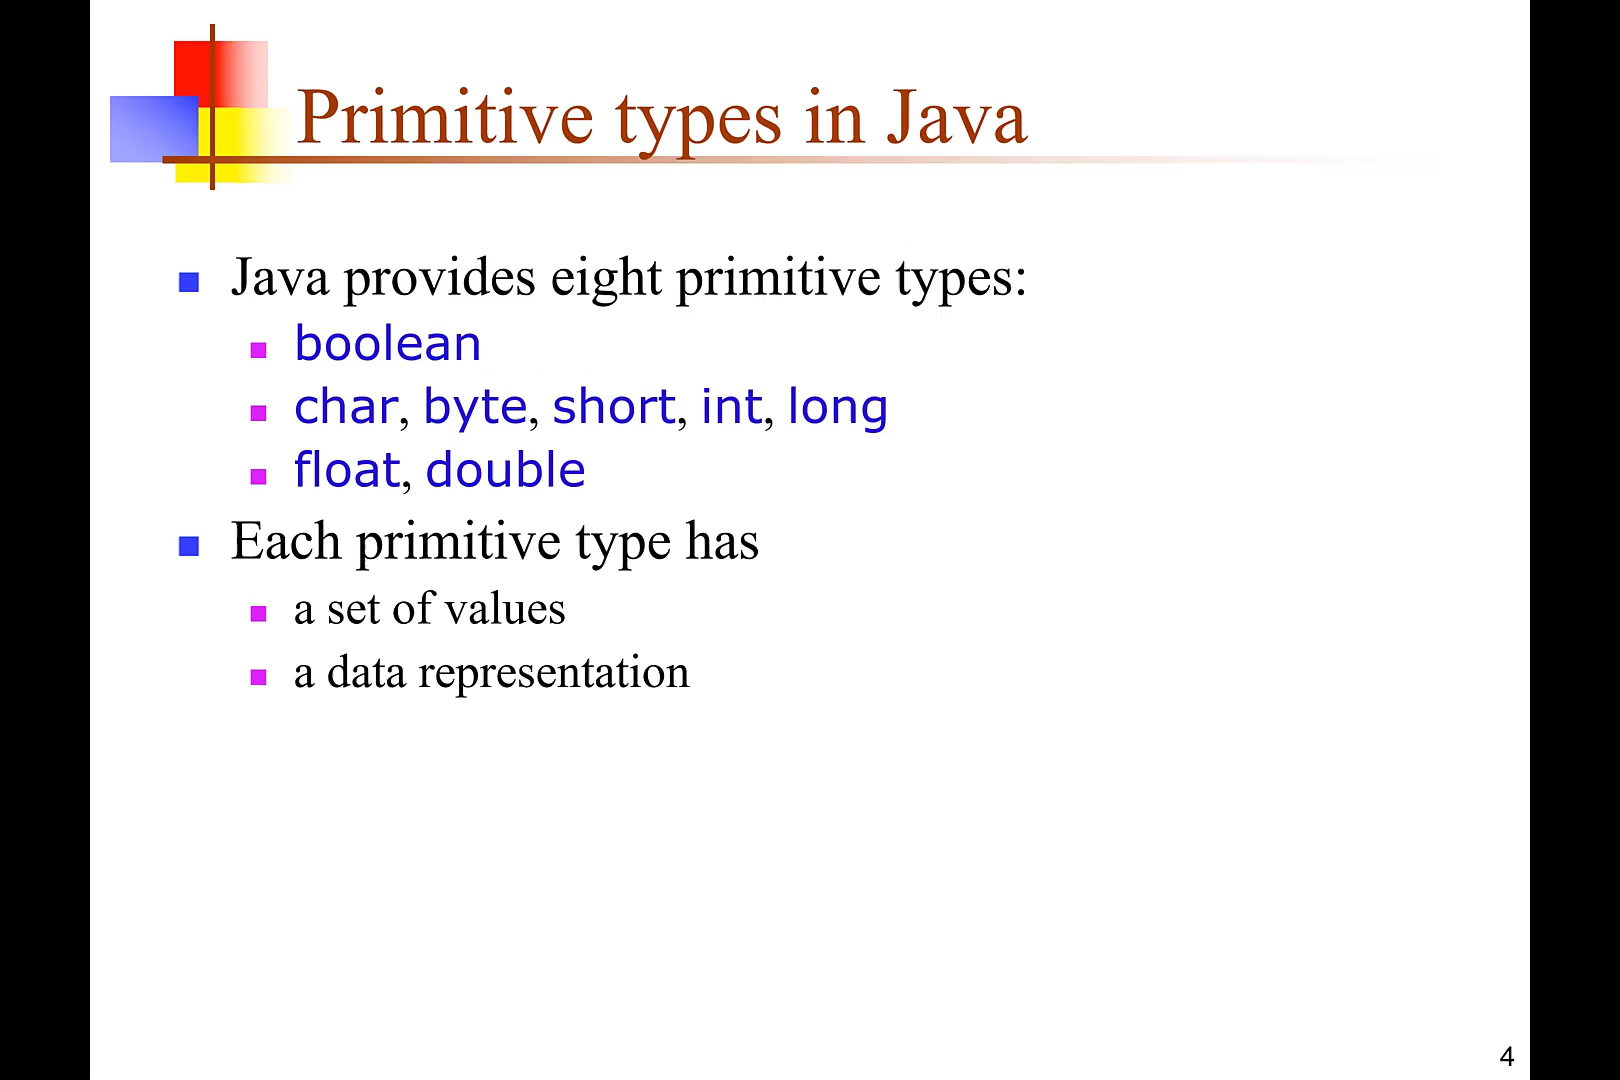 Primitive types in Java
Java provides eight primitive types:
boolean
char, byte, short, int, long
float, double
Each primitive type has
a set of values
a data representation
4